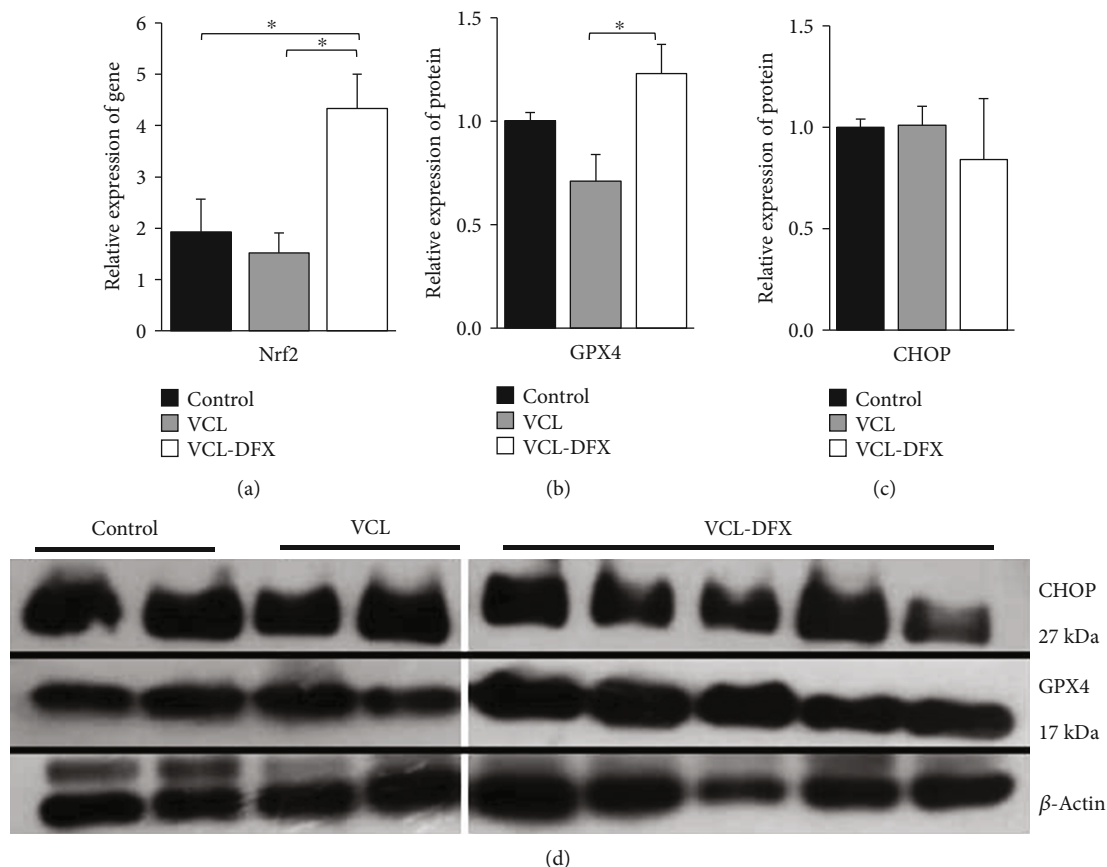 Relative expression of gene
6
5
4
3
2
1
0
*
*
Nrf2
Control
VCL
VCL-DFX
(a)
Relative expression of protein
1.5
1.0
0.5
0.0
*
GPX4
Control
VCL
VCL-DFX
(b)
Relative expression of protein
1.5
1.0
0.5
0.0
CHOP
Control
VCL
VCL-DFX
(c)
Control VCL VCL-DFX
CHOP
27 kDa
GPX4
17 kDa
β-Actin
(d)